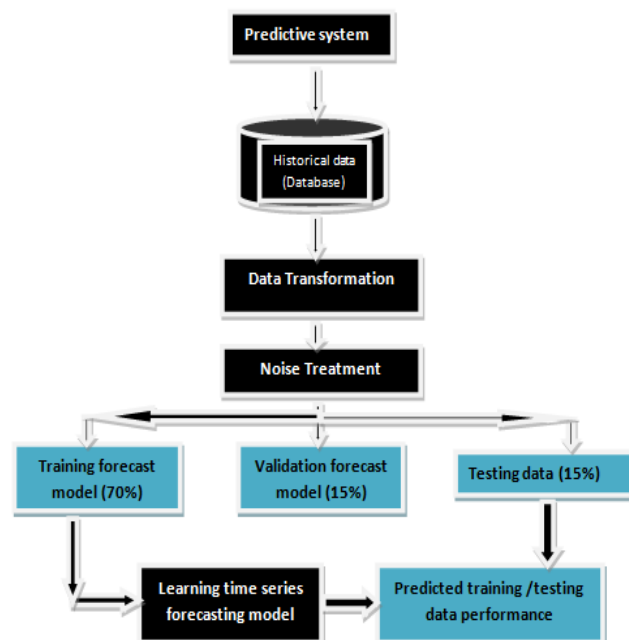 Predictive system
Historical data
(Database)
Data Transformation
Noise Treatment
Training forecast
model (70%)
Validation forecast
model (15%)
Testing data (15%)
Learning time series
forecasting model
Predicted training /testing
data performance